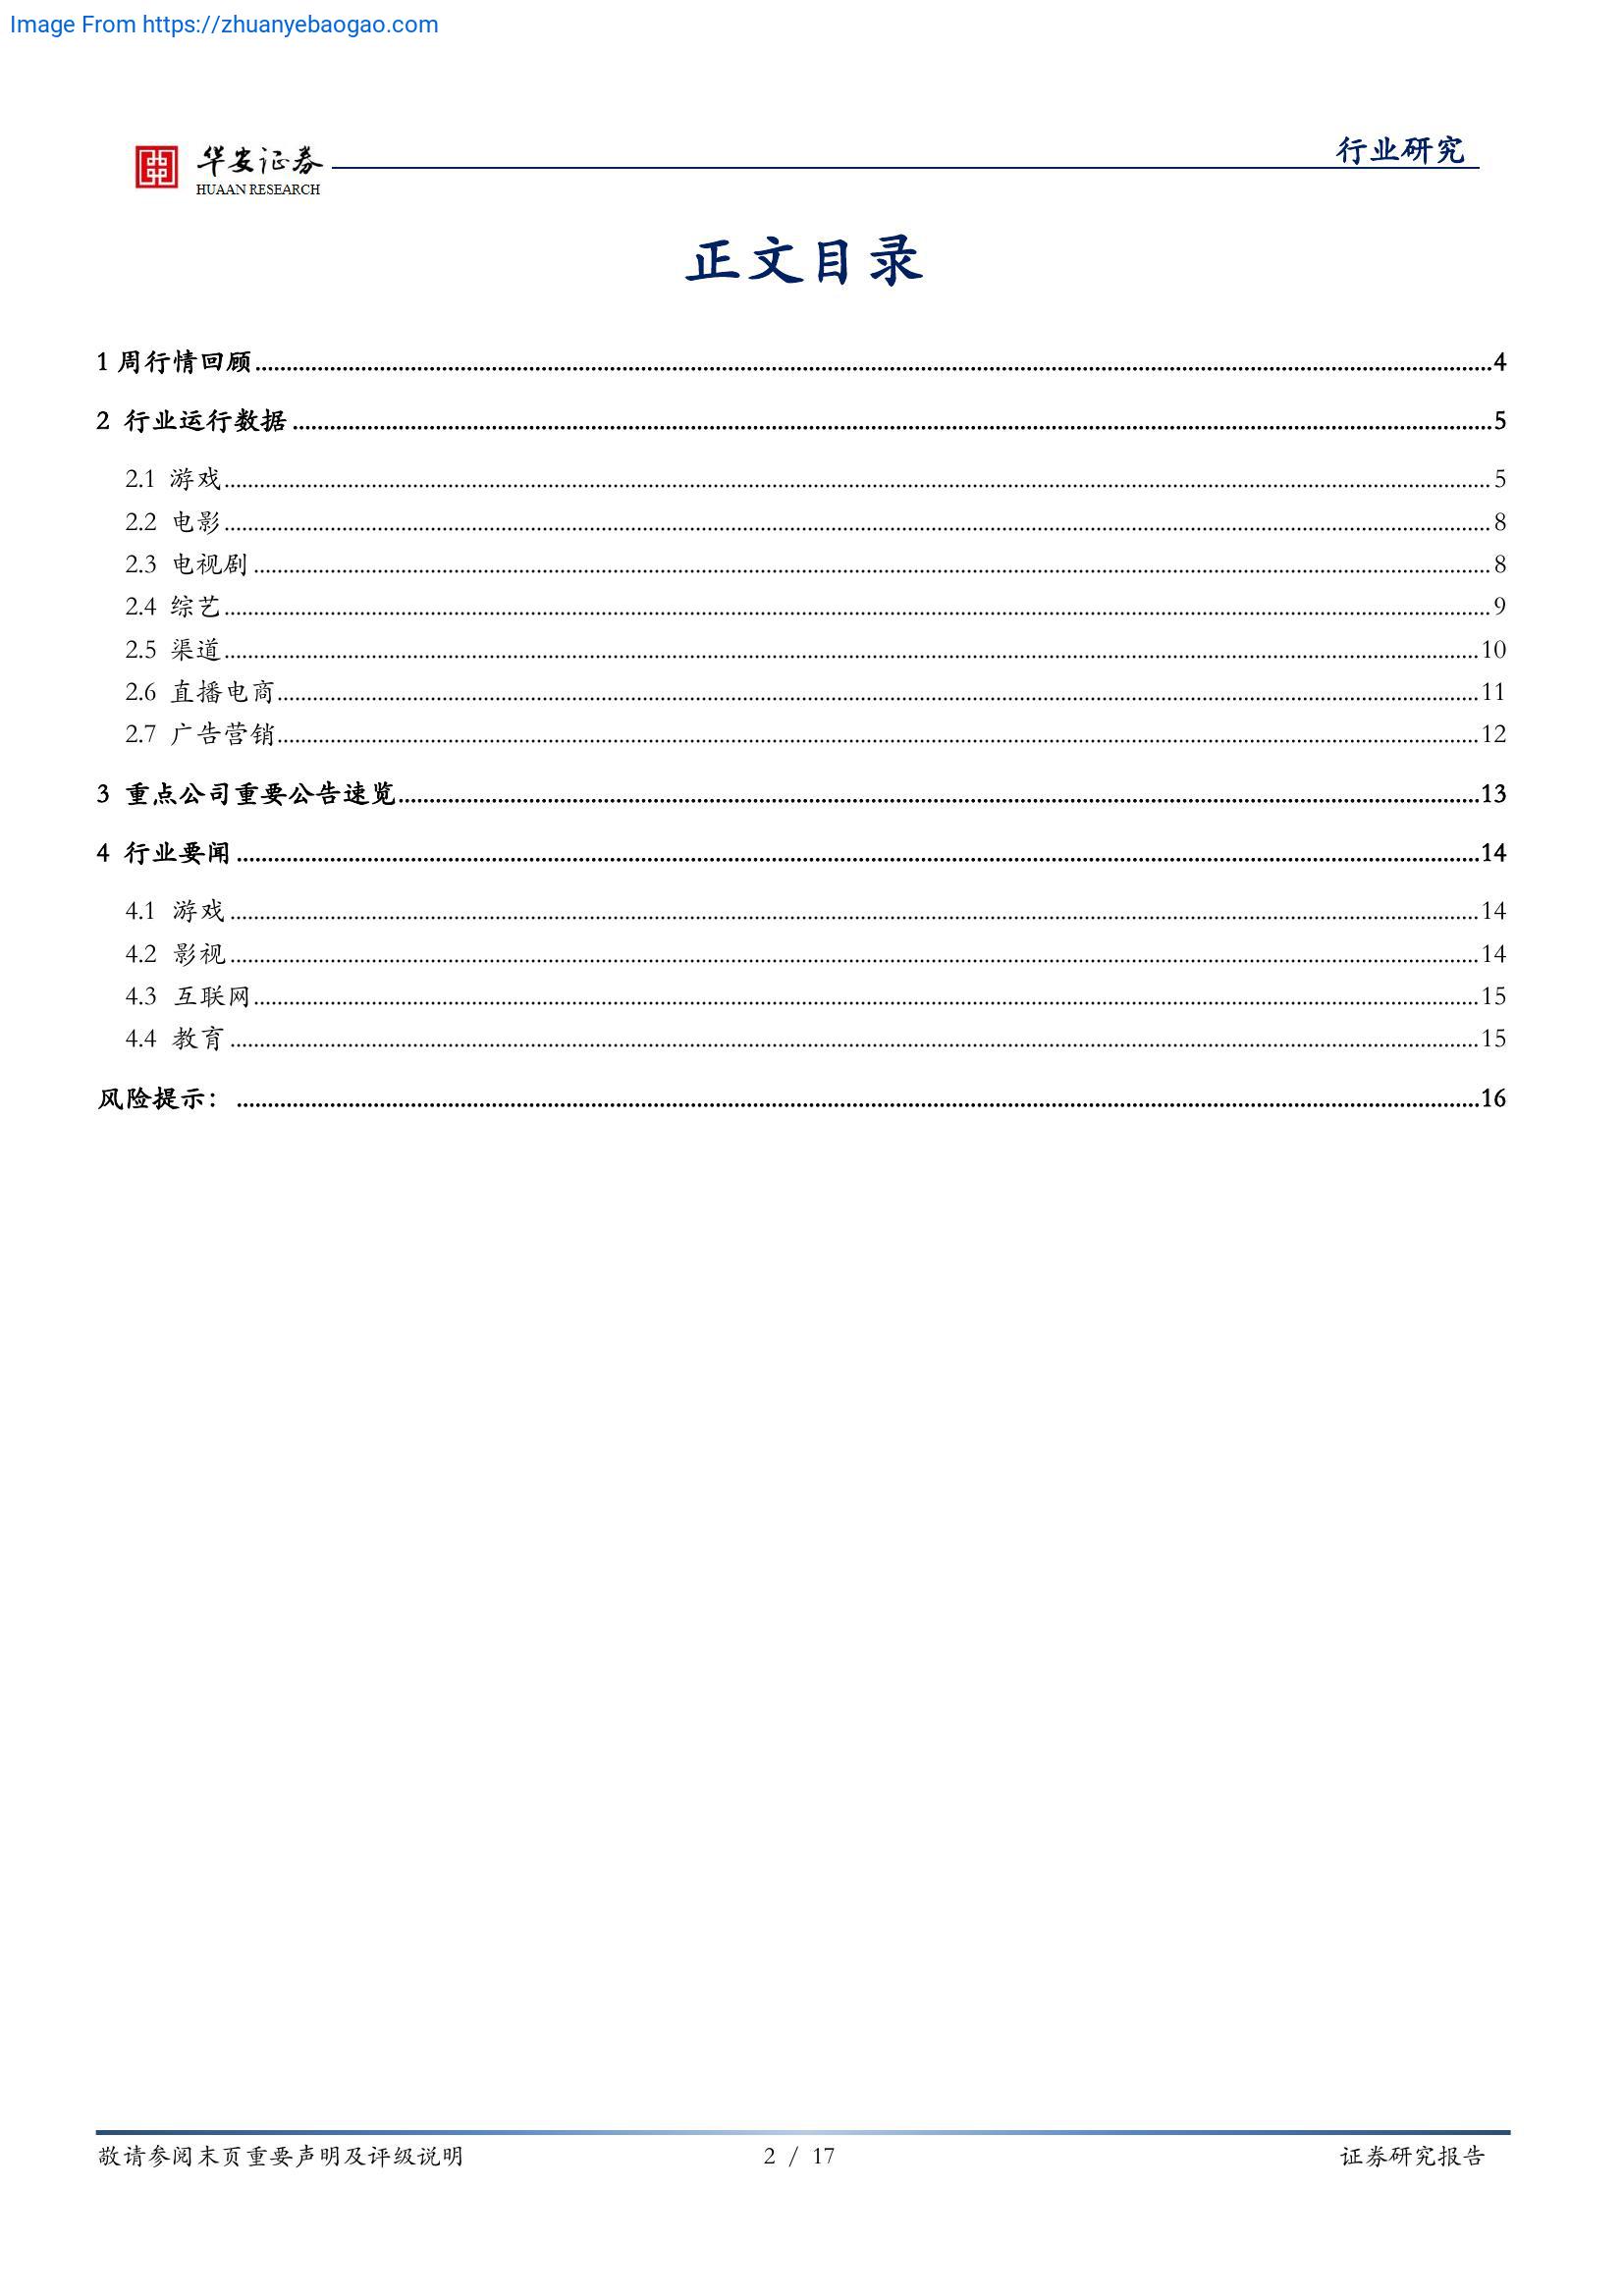 Image From https://zhuanyebaogao.com
华安证券
HUAAN RESEARCH
行业研究
正文目录
1 周行情回顾 4
2 行业运行数据 5
2.1 游戏 5
2.2 电影 8
2.3 电视剧 8
2.4 综艺 9
2.5 渠道 10
2.6 直播电商 11
2.7 广告营销 12
3 重点公司重要公告速览 13
4 行业要闻 14
4.1 游戏 14
4.2 影视 14
4.3 互联网 15
4.4 教育 15
风险提示： 16
敬请参阅末页重要声明及评级说明 2 / 17 证券研究报告